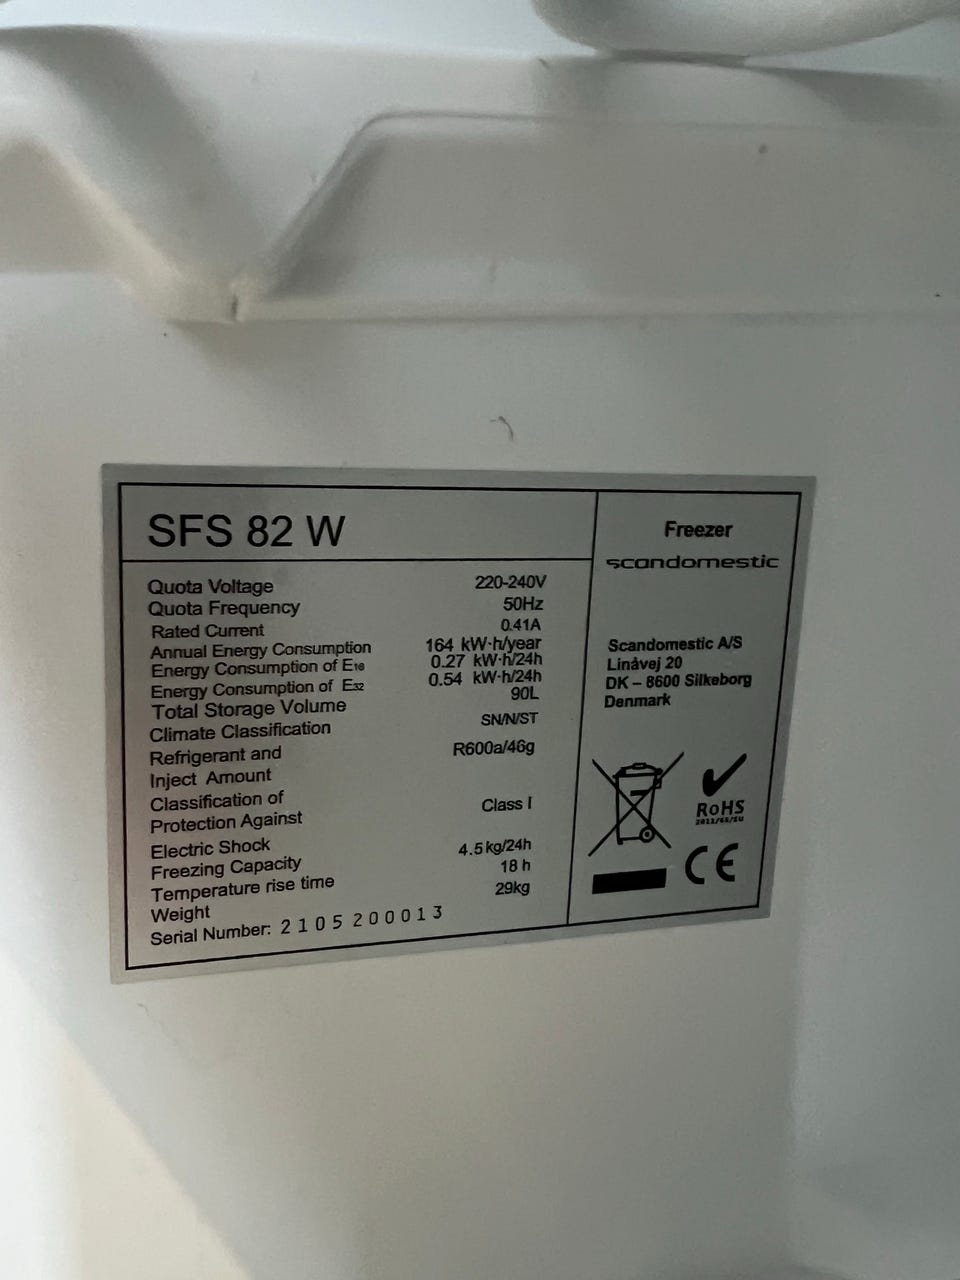 SFS 82 W
Quota Voltage 220-240V
Quota Frequency 50Hz
Rated Current 0.41A
Annual Energy Consumption 164 kW·h/year
Energy Consumption of E16 0.27 kW·h/24h
Energy Consumption of E32 0.54 kW·h/24h
Total Storage Volume 90L
Climate Classification SN/N/ST
Refrigerant and R600a/46g
Inject Amount
Classification of
Protection Against Class I
Electric Shock
Freezing Capacity 4.5kg/24h
Temperature rise time 18 h
Weight 29kg
Serial Number: 2105200013
Freezer
scandomestic
Scandomestic A/S
Linåvej 20
DK – 8600 Silkeborg
Denmark
RoHS
2011/65/EU
CE